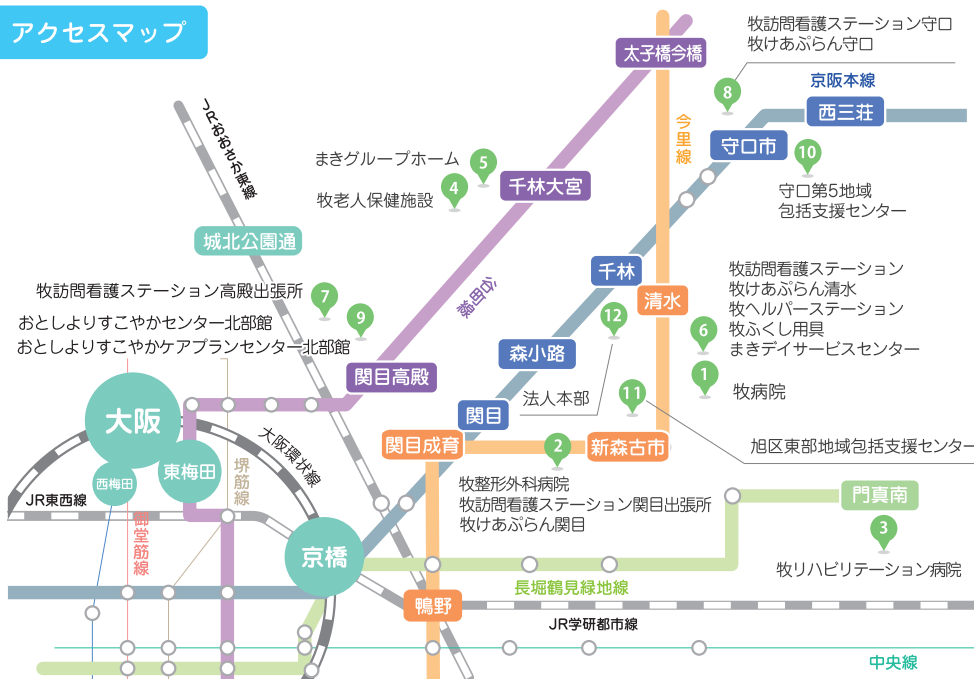 アクセスマップ
牧訪問看護ステーション守口
牧けあぷらん守口
太子橋今橋
8
京阪本線
西三荘
JRおおさか東線
今里線
守口市
10
まきグループホーム
5
4
千林大宮
牧老人保健施設
守口第5地域
包括支援センター
城北公園通
千林
牧訪問看護ステーション
牧けあぷらん清水
牧ヘルパーステーション
牧ふくし用具
まきデイサービスセンター
6
清水
牧訪問看護ステーション高殿出張所
7
谷町線
12
おとしよりすこやかセンター北部館
おとしよりすこやかケアプランセンター北部館
9
森小路
関目高殿
1
牧病院
法人本部
11
大阪
関目
大阪環状線
関目成育
2
新森古市
旭区東部地域包括支援センター
西梅田
東梅田
堺筋線
牧整形外科病院
牧訪問看護ステーション関目出張所
牧けあぷらん関目
JR東西線
門真南
御堂筋線
3
京橋
牧リハビリテーション病院
長堀鶴見緑地線
鴫野
JR学研都市線
中央線